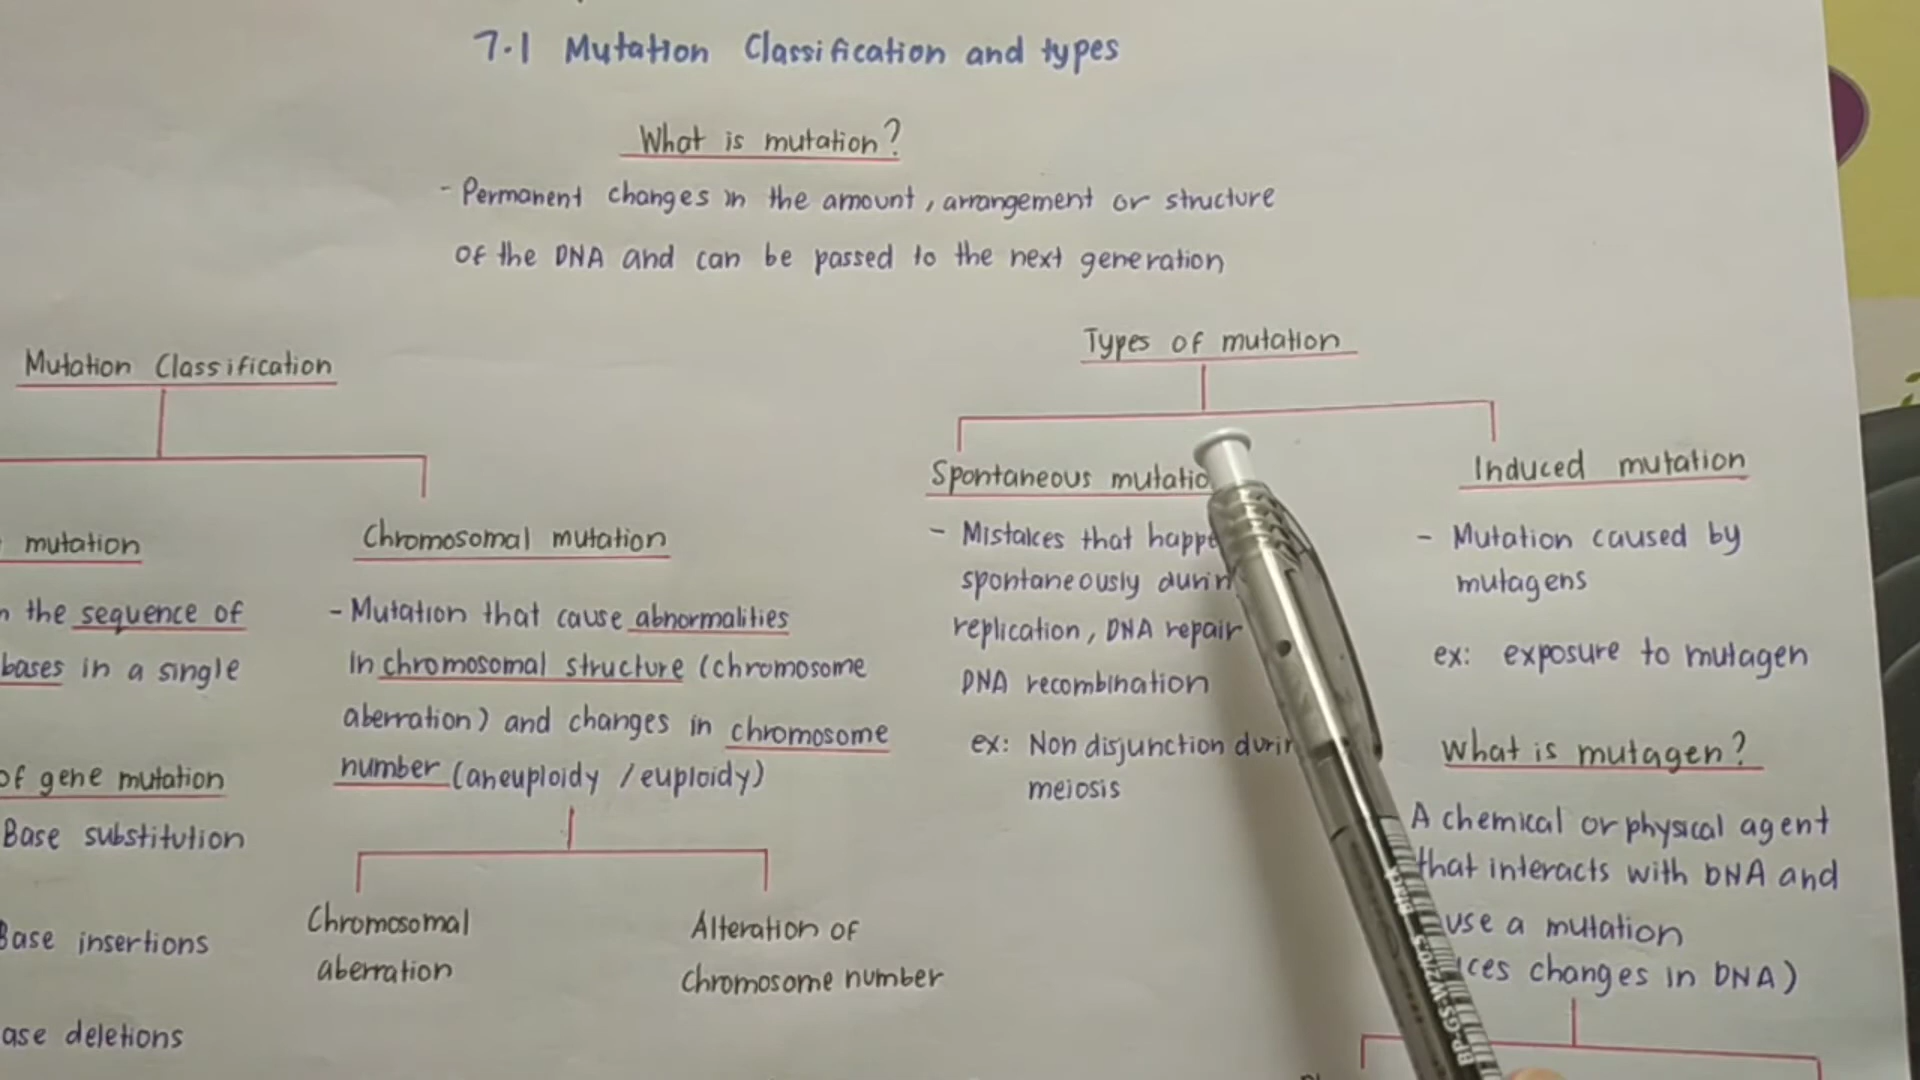 7.1 Mutation Classification and types
What is mutation?
- Permanent changes in the amount, arrangement or structure
of the DNA and can be passed to the next generation
Mutation Classification
mutation
the sequence of
bases in a single
of gene mutation
Base substitution
Base insertions
deletions
Chromosomal mutation
- Mutation that cause abnormalities
in chromosomal structure (chromosome
aberration) and changes in chromosome
number (aneuploidy / euploidy)
Chromosomal
aberration
Alteration of
chromosome number
Types of mutation
Spontaneous
- Mistakes that
spontaneously
replication, DNA repair
DNA recombination
ex: Non disjunction
meiosis
Induced mutation
- Mutation caused by
mutagens
ex: exposure to mutagen
What is mutagen?
A chemical or physical agent
that interacts with DNA and
a mutation
changes in DNA)